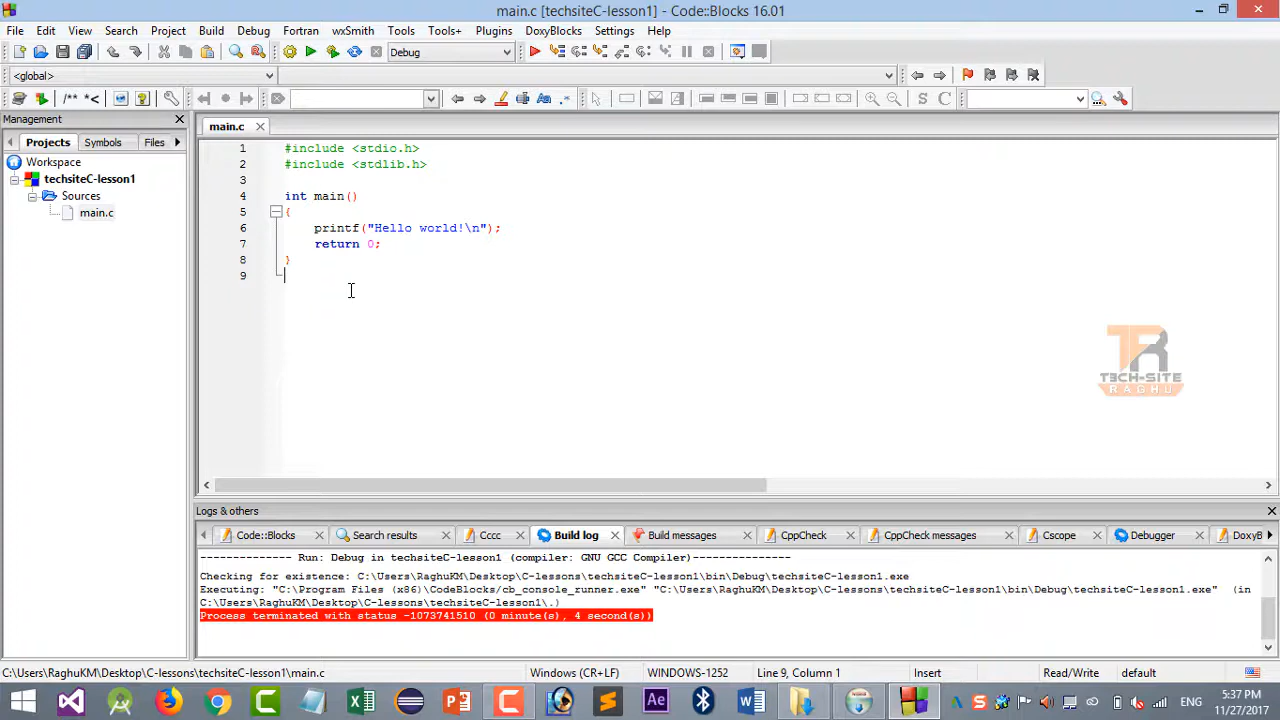 main.c [techsiteC-lesson1] - Code::Blocks 16.01
File Edit View Search Project Build Debug Fortran wxSmith Tools Tools+ Plugins DoxyBlocks Settings Help
Debug
<global>
/** *<
S C
Management
Projects Symbols Files
Workspace
techsiteC-lesson1
Sources
main.c
main.c
1 #include <stdio.h>
2 #include <stdlib.h>
3
4 int main()
5 {
6 printf("Hello world!\n");
7 return 0;
8 }
9
TR
TECH-SITE
RAGHU
Logs & others
Code::Blocks Search results Cccc Build log Build messages CppCheck CppCheck messages Cscope Debugger DoxyB
-------------- Run: Debug in techsiteC-lesson1 (compiler: GNU GCC Compiler)---------------
Checking for existence: C:\Users\RaghuKM\Desktop\C-lessons\techsiteC-lesson1\bin\Debug\techsiteC-lesson1.exe
Executing: "C:\Program Files (x86)\CodeBlocks/cb_console_runner.exe" "C:\Users\RaghuKM\Desktop\C-lessons\techsiteC-lesson1\bin\Debug\techsiteC-lesson1.exe" (in
C:\Users\RaghuKM\Desktop\C-lessons\techsiteC-lesson1\.)
Process terminated with status -1073741510 (0 minute(s), 4 second(s))
C:\Users\RaghuKM\Desktop\C-lessons\techsiteC-lesson1\main.c Windows (CR+LF) WINDOWS-1252 Line 9, Column 1 Insert Read/Write default
Ae
ENG
5:37 PM
11/27/2017